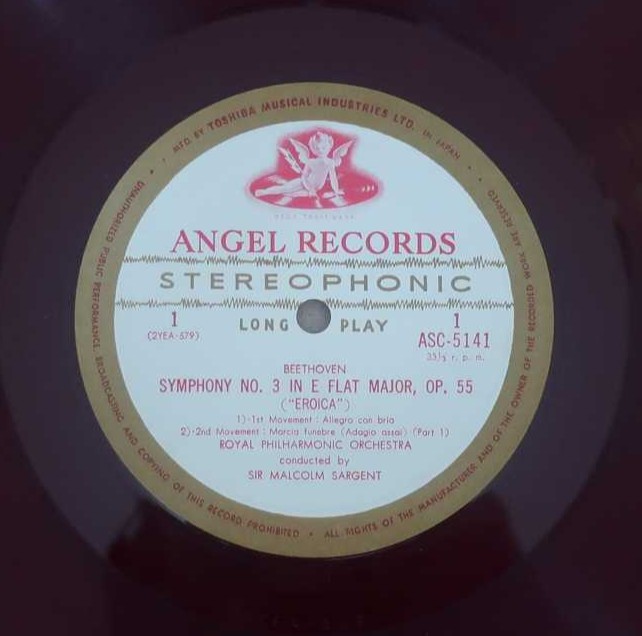 MFD. BY TOSHIBA MUSICAL INDUSTRIES LTD. IN JAPAN
ANGEL RECORDS
STEREOPHONIC
LONG PLAY
1
(2YEA-579)
1
ASC-5141
33⅓ r. p. m.
BEETHOVEN
SYMPHONY NO. 3 IN E FLAT MAJOR, OP. 55
("EROICA")
1)-1st Movement : Allegro con brio
2)-2nd Movement : Marcia funebre (Adagio assai) (Part 1)
ROYAL PHILHARMONIC ORCHESTRA
conducted by
SIR MALCOLM SARGENT
UNAUTHORIZED PUBLIC PERFORMANCE, BROADCASTING AND COPYING OF THIS RECORD PROHIBITED • ALL RIGHTS OF THE MANUFACTURER AND OF THE OWNER OF THE RECORDED WORK ARE RESERVED